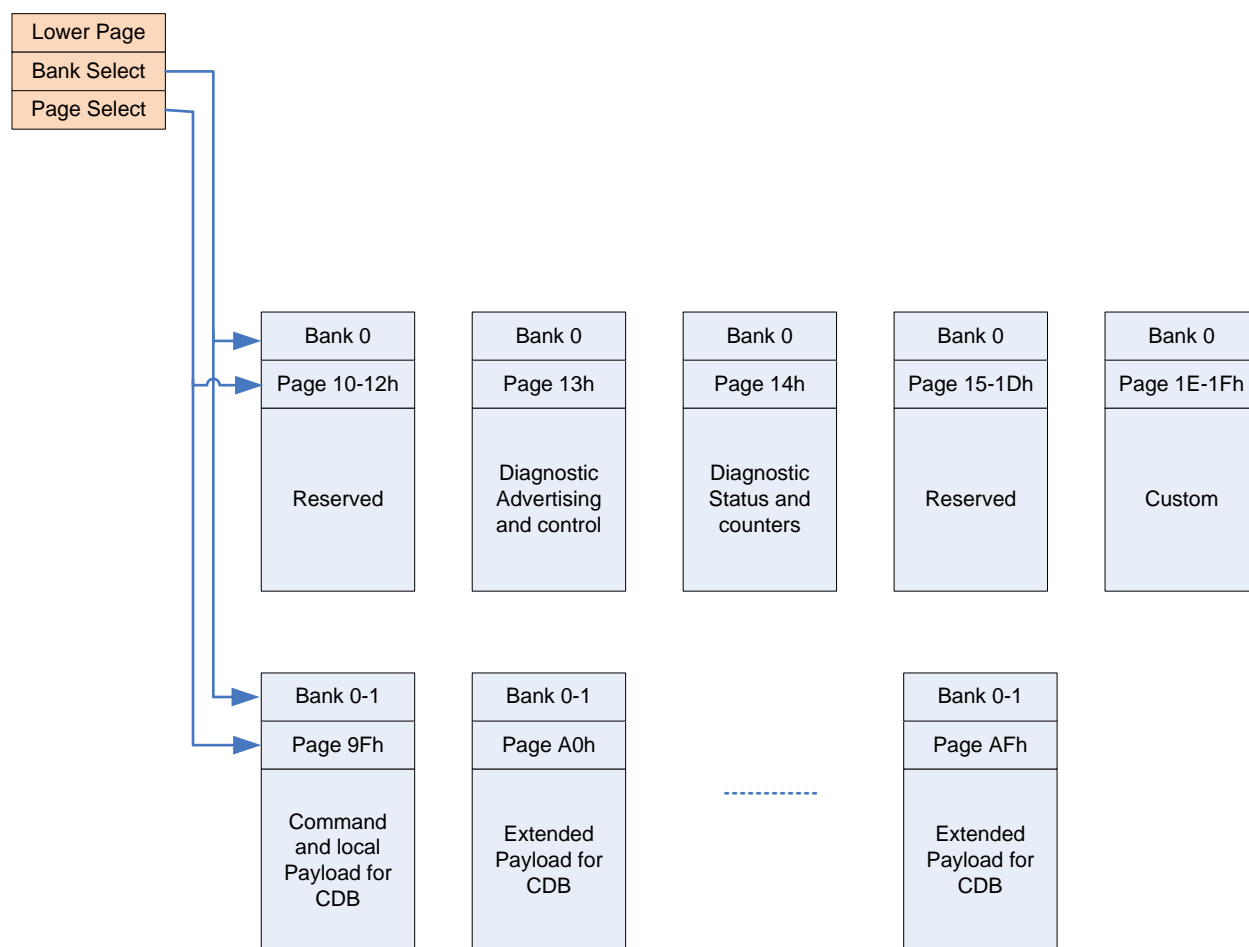 Lower Page
Bank Select
Page Select
Bank 0
Page 10-12h
Reserved
Bank 0
Page 13h
Diagnostic
Advertising
and control
Bank 0
Page 14h
Diagnostic
Status and
counters
Bank 0
Page 15-1Dh
Reserved
Bank 0
Page 1E-1Fh
Custom
Bank 0-1
Page 9Fh
Command
and local
Payload for
CDB
Bank 0-1
Page A0h
Extended
Payload for
CDB
Bank 0-1
Page AFh
Extended
Payload for
CDB